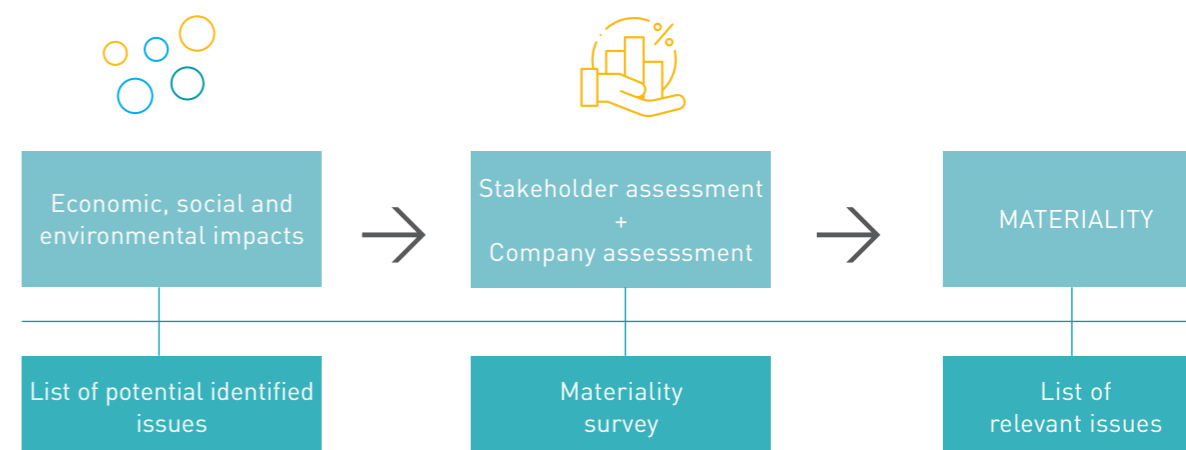 %
Economic, social and
environmental impacts
Stakeholder assessment
+
Company assesssment
MATERIALITY
List of potential identified
issues
Materiality
survey
List of
relevant issues